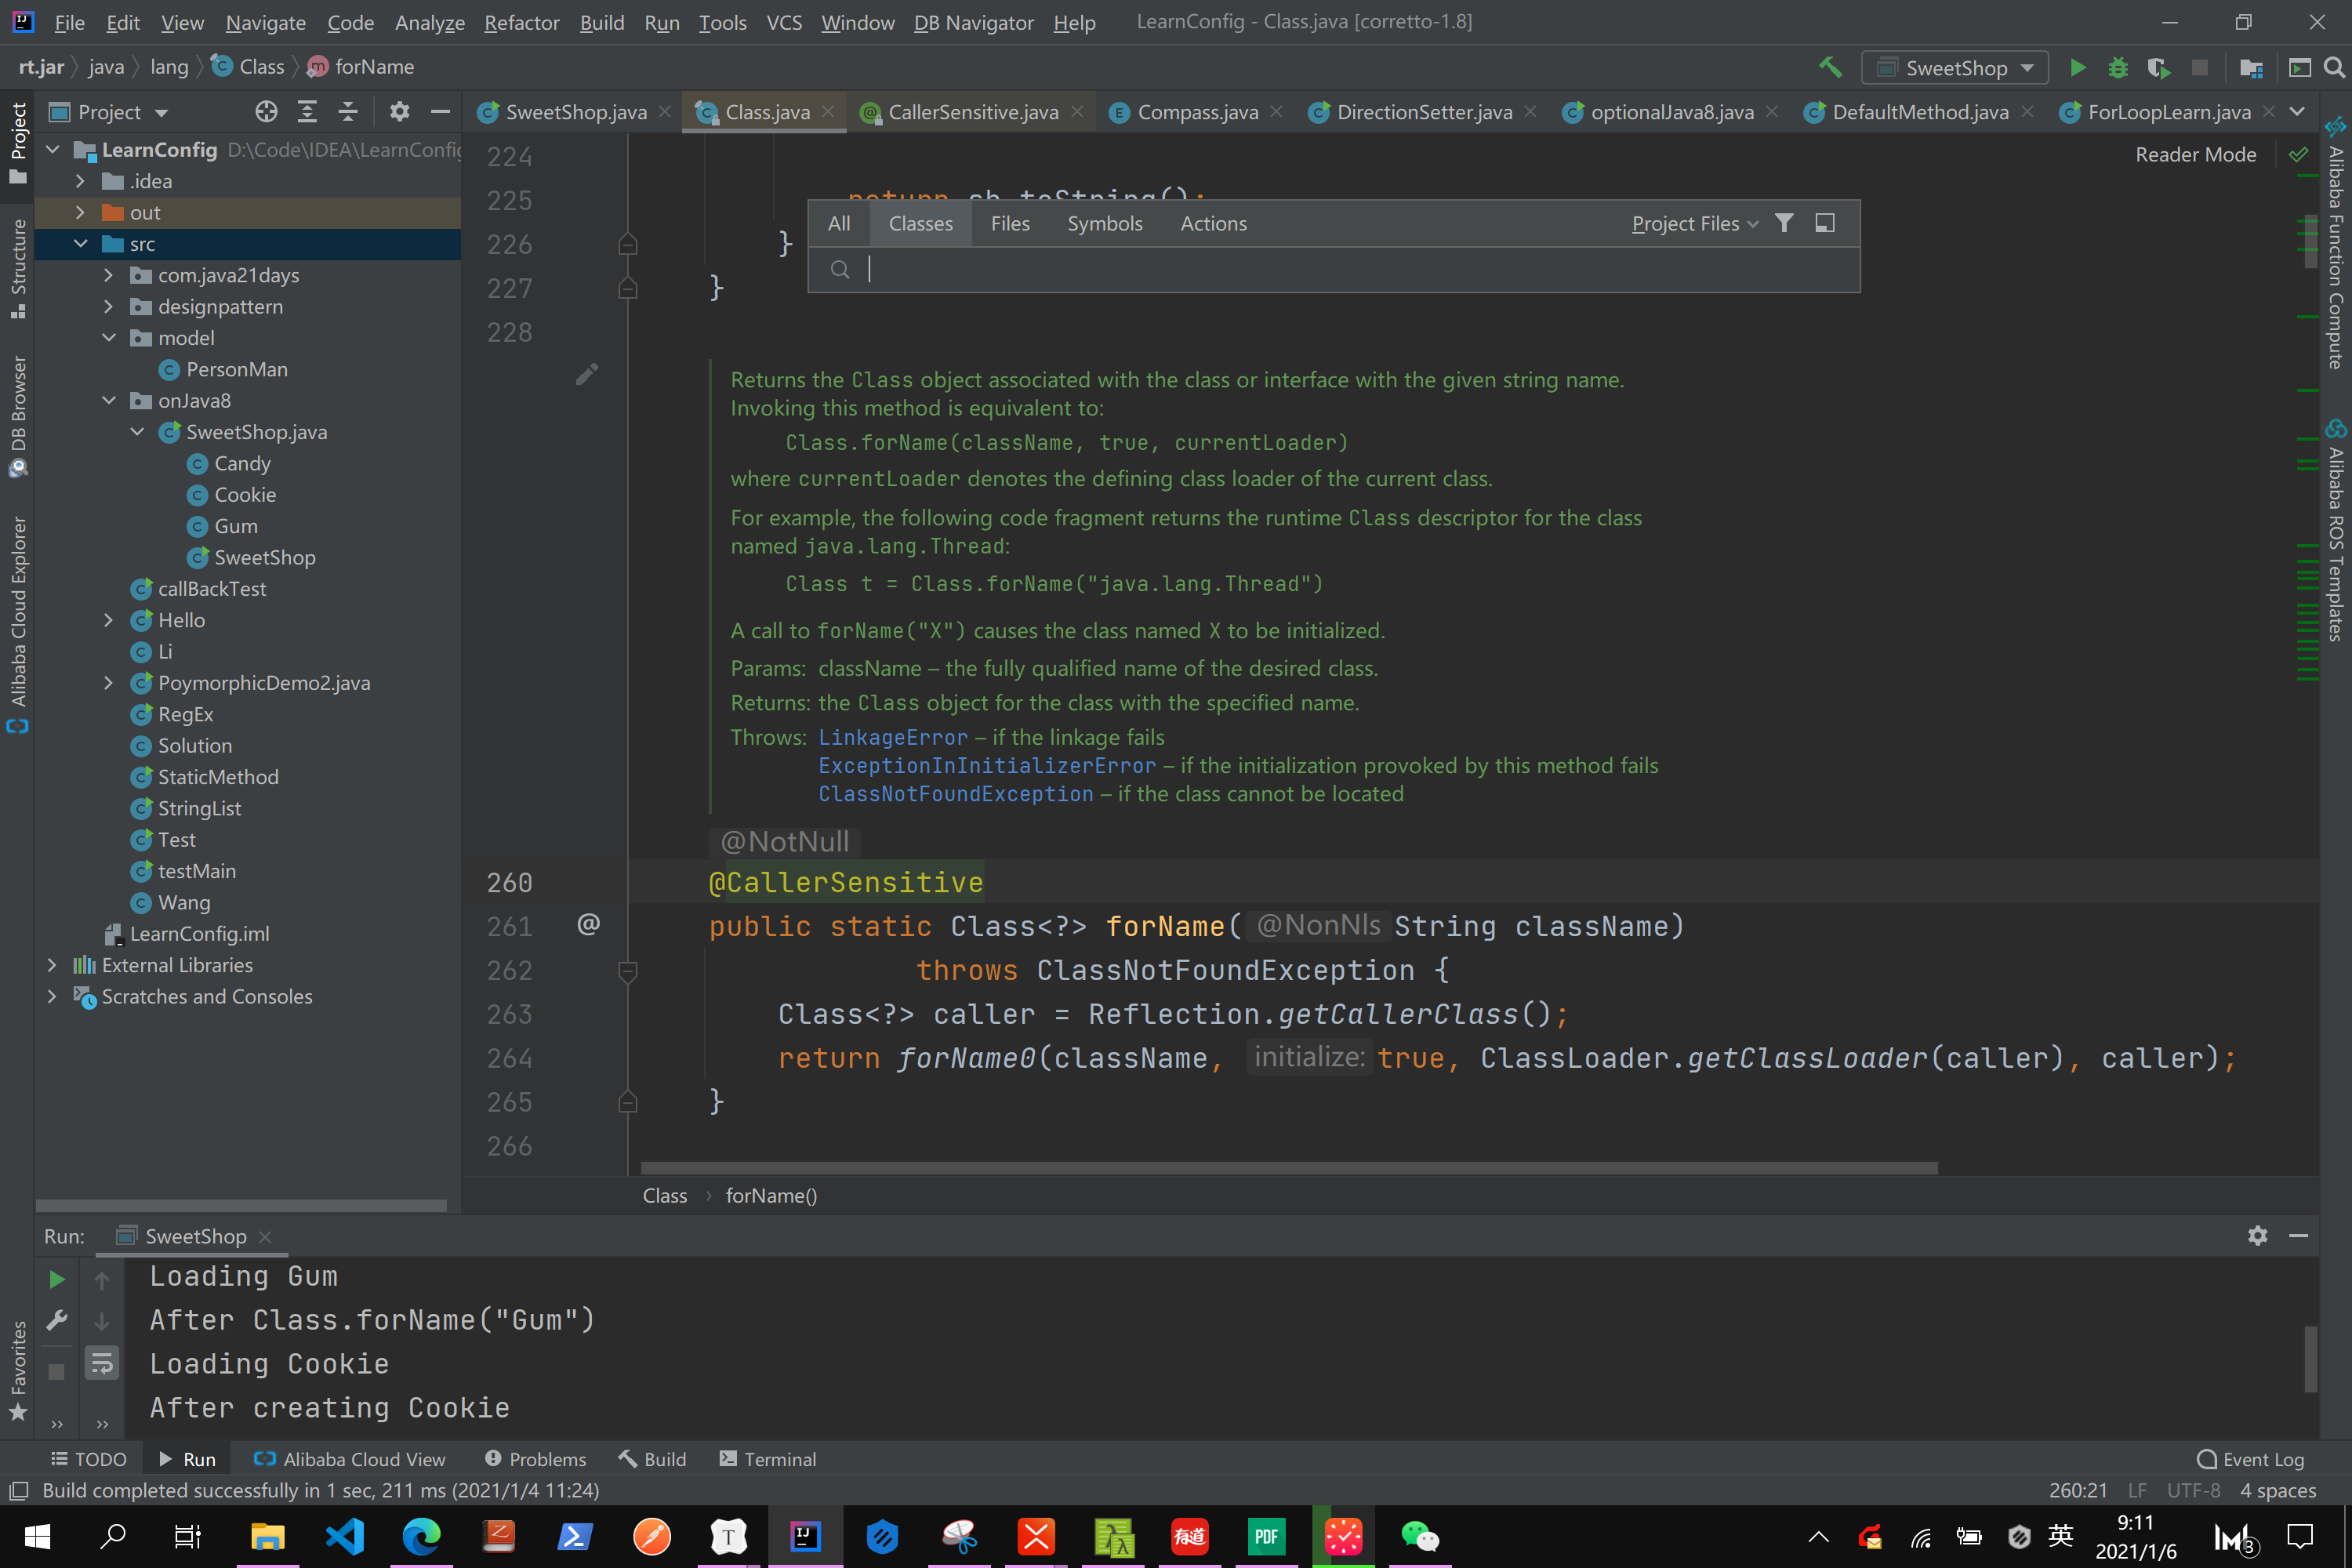 File Edit View Navigate Code Analyze Refactor Build Run Tools VCS Window DB Navigator Help LearnConfig - Class.java [corretto-1.8]
rt.jar java lang Class forName SweetShop
Project SweetShop.java Class.java CallerSensitive.java Compass.java DirectionSetter.java optionalJava8.java DefaultMethod.java ForLoopLearn.java
Project
Structure
DB Browser
Alibaba Cloud Explorer
Favorites
LearnConfig D:\Code\IDEA\LearnConfig
.idea
out
src
com.java21days
designpattern
model
PersonMan
onJava8
SweetShop.java
Candy
Cookie
Gum
SweetShop
callBackTest
Hello
Li
PoymorphicDemo2.java
RegEx
Solution
StaticMethod
StringList
Test
testMain
Wang
LearnConfig.iml
External Libraries
Scratches and Consoles
Reader Mode
All Classes Files Symbols Actions Project Files
224
225 return sb.toString();
226 }
227 }
228
Returns the Class object associated with the class or interface with the given string name.
Invoking this method is equivalent to:
Class.forName(className, true, currentLoader)
where currentLoader denotes the defining class loader of the current class.
For example, the following code fragment returns the runtime Class descriptor for the class
named java.lang.Thread:
Class t = Class.forName("java.lang.Thread")
A call to forName("X") causes the class named X to be initialized.
Params: className – the fully qualified name of the desired class.
Returns: the Class object for the class with the specified name.
Throws: LinkageError – if the linkage fails
ExceptionInInitializerError – if the initialization provoked by this method fails
ClassNotFoundException – if the class cannot be located
@NotNull
260 @CallerSensitive
261 @ public static Class<?> forName( @NonNls String className)
262 throws ClassNotFoundException {
263 Class<?> caller = Reflection.getCallerClass();
264 return forName0(className, initialize: true, ClassLoader.getClassLoader(caller), caller);
265 }
266
Class › forName()
Alibaba Function Compute
Alibaba ROS Templates
Run: SweetShop
Loading Gum
After Class.forName("Gum")
Loading Cookie
After creating Cookie
TODO Run Alibaba Cloud View Problems Build Terminal Event Log
Build completed successfully in 1 sec, 211 ms (2021/1/4 11:24) 260:21 LF UTF-8 4 spaces
T IJ 有道 PDF 英 9:11 3
2021/1/6